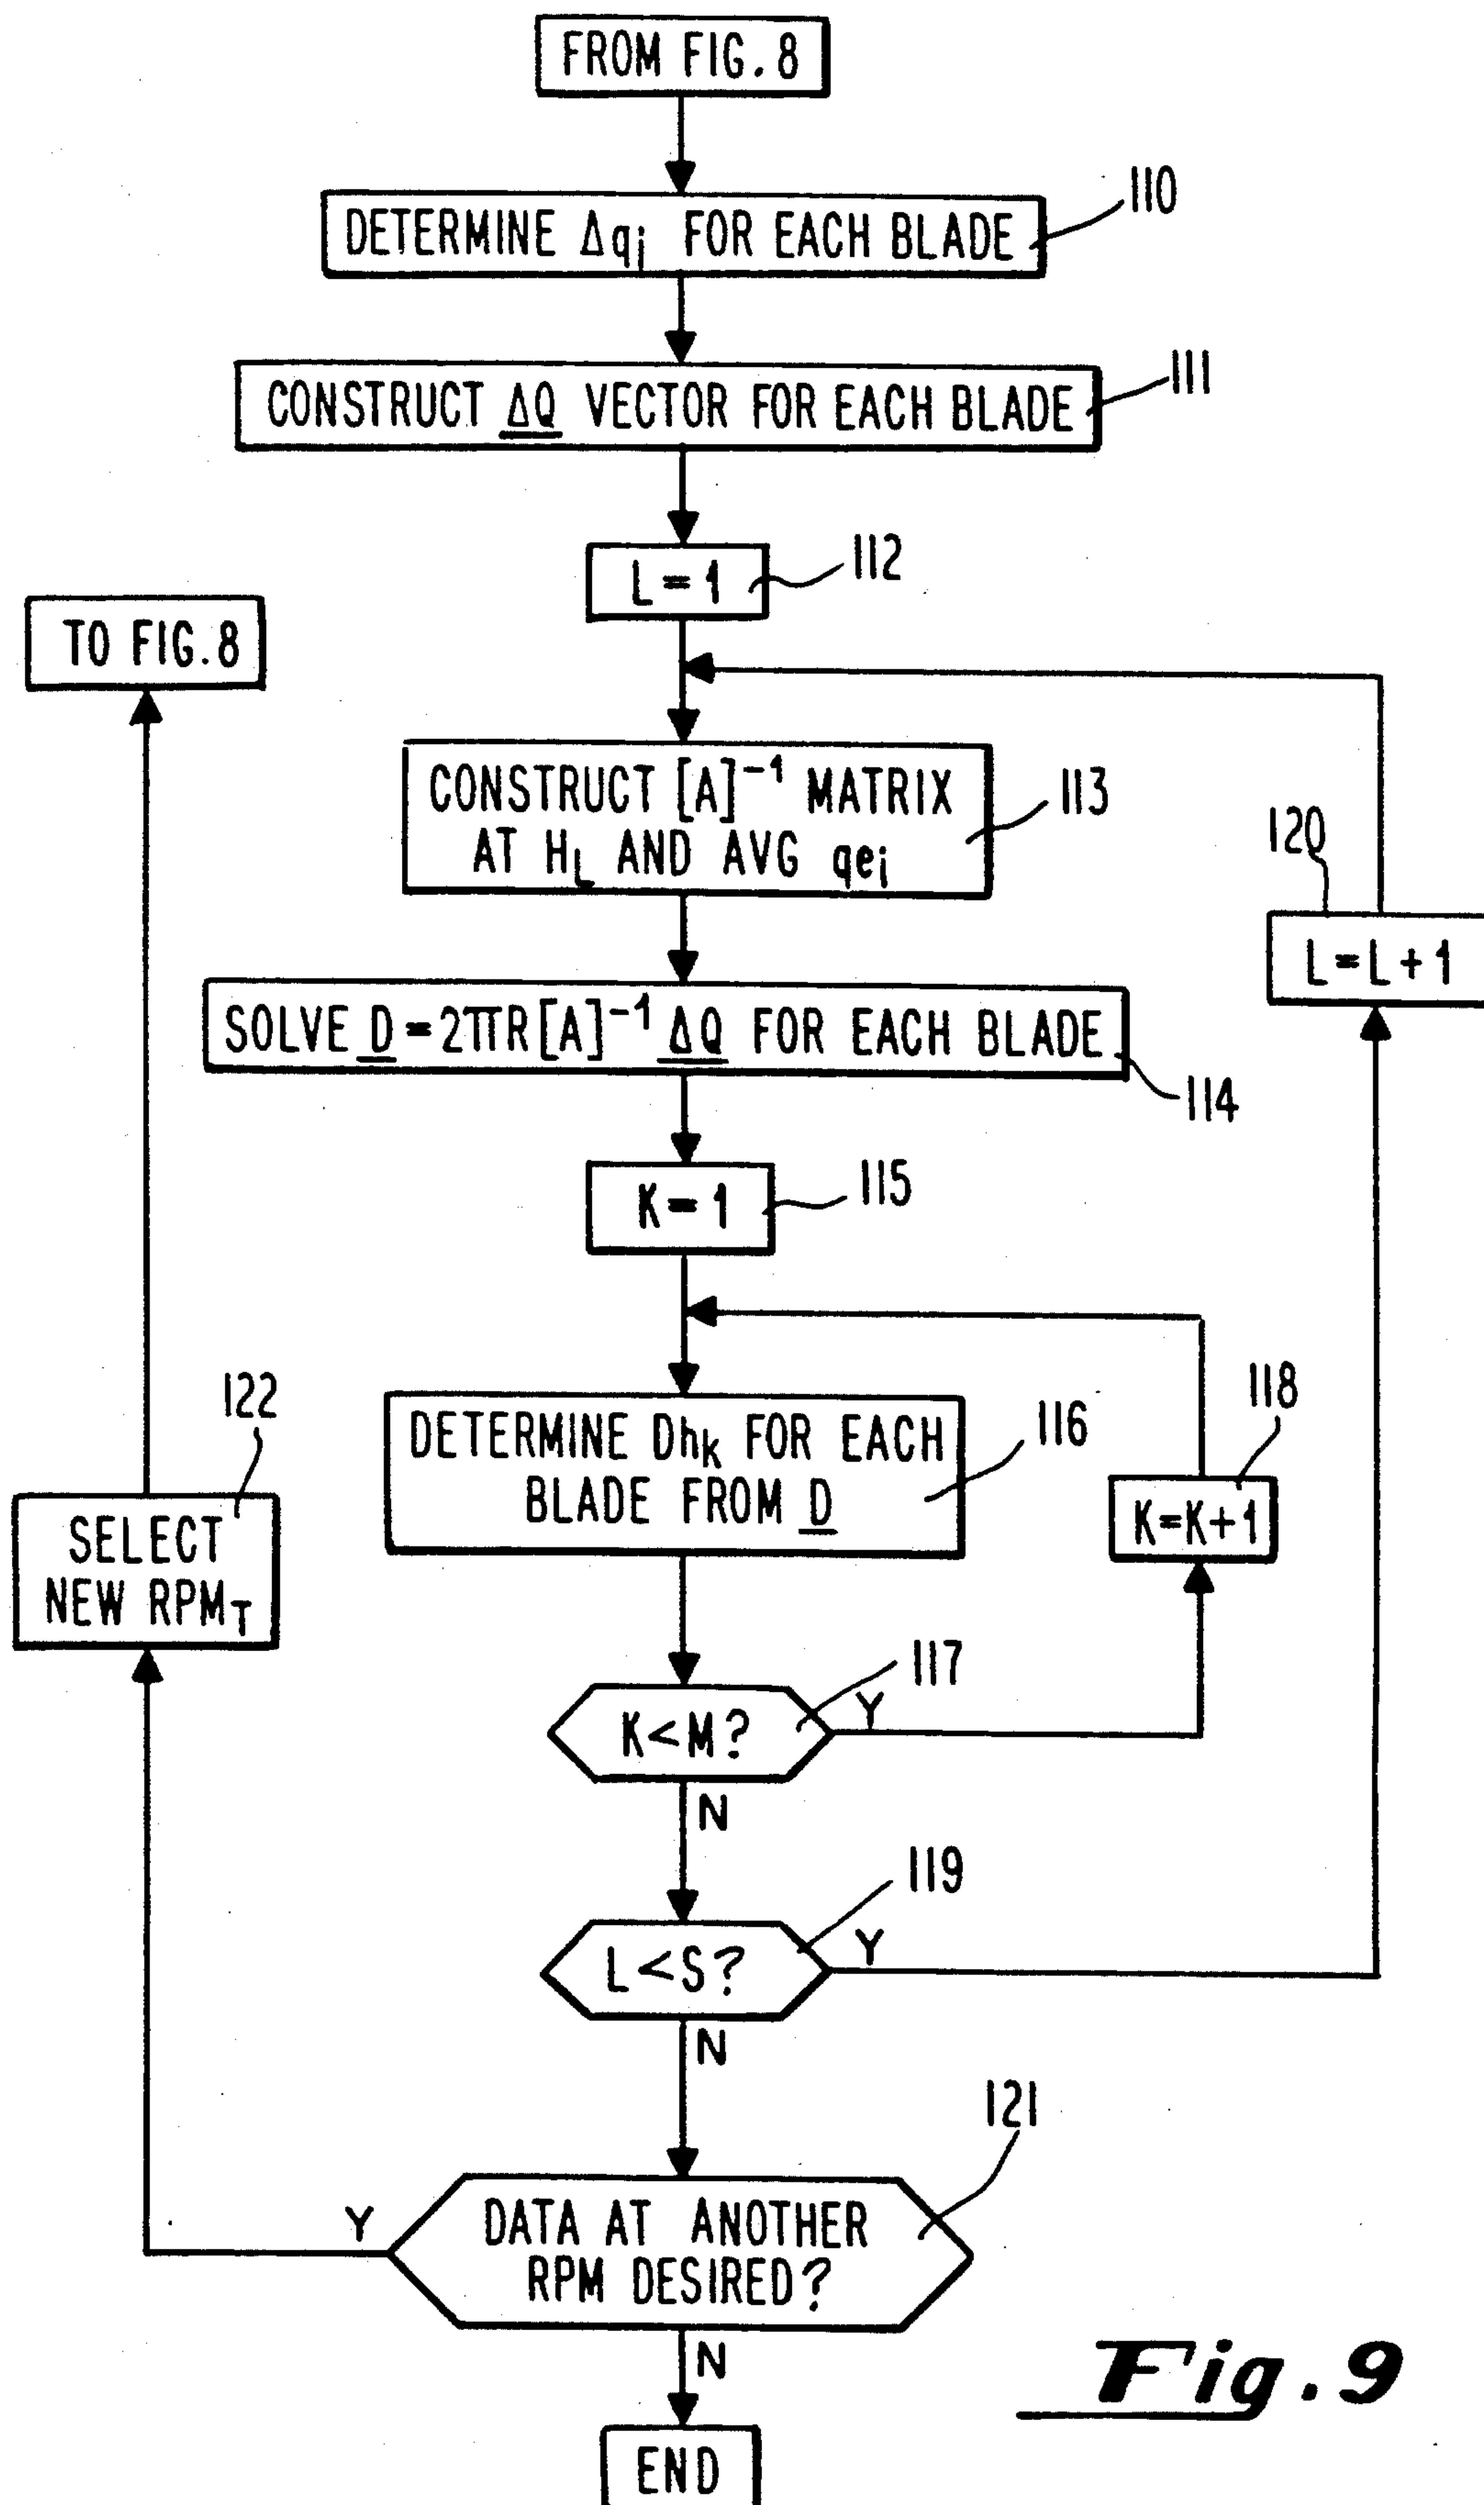 FROM FIG. 8
DETERMINE Δqi FOR EACH BLADE
110
CONSTRUCT ΔQ VECTOR FOR EACH BLADE
111
L = 1
112
TO FIG. 8
CONSTRUCT [A]⁻¹ MATRIX
AT HL AND AVG qei
113
120
L=L+1
SOLVE D = 2πR[A]⁻¹ ΔQ FOR EACH BLADE
114
K = 1
115
122
SELECT
NEW RPMT
DETERMINE Dhk FOR EACH
BLADE FROM D
116
118
K=K+1
K<M?
117
Y
N
L<S?
119
Y
N
121
DATA AT ANOTHER
RPM DESIRED?
Y
N
END
Fig. 9